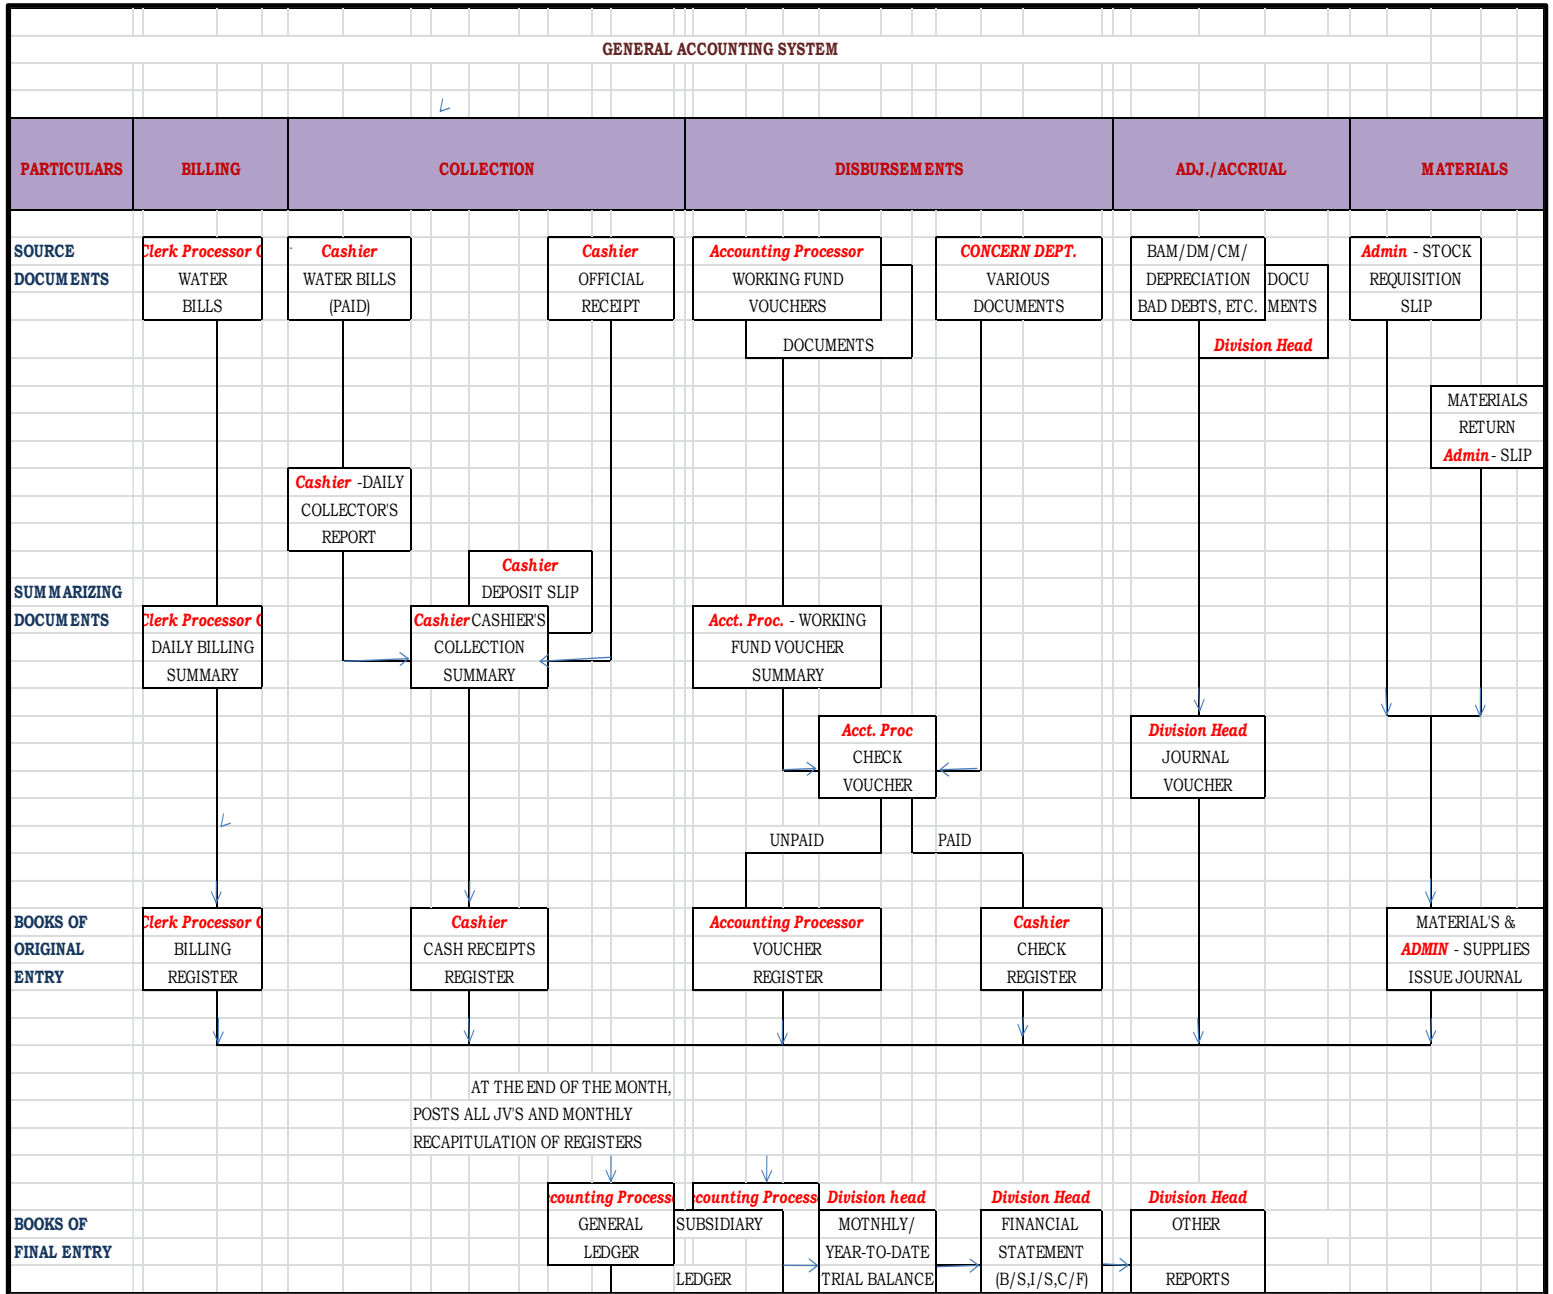 GENERAL ACCOUNTING SYSTEM
PARTICULARS BILLING COLLECTION DISBURSEMENTS ADJ./ACCRUAL MATERIALS
SOURCE
DOCUMENTS
Clerk Processor
WATER
BILLS
Cashier
WATER BILLS
(PAID)
Cashier
OFFICIAL
RECEIPT
Accounting Processor
WORKING FUND
VOUCHERS
DOCUMENTS
CONCERN DEPT.
VARIOUS
DOCUMENTS
BAM/DM/CM/
DEPRECIATION
BAD DEBTS, ETC.
DOCU
MENTS
Division Head
Admin - STOCK
REQUISITION
SLIP
MATERIALS
RETURN
Admin - SLIP
Cashier -DAILY
COLLECTOR'S
REPORT
Cashier
DEPOSIT SLIP
SUMMARIZING
DOCUMENTS
Clerk Processor
DAILY BILLING
SUMMARY
Cashier CASHIER'S
COLLECTION
SUMMARY
Acct. Proc. - WORKING
FUND VOUCHER
SUMMARY
Acct. Proc
CHECK
VOUCHER
Division Head
JOURNAL
VOUCHER
UNPAID
PAID
BOOKS OF
ORIGINAL
ENTRY
Clerk Processor
BILLING
REGISTER
Cashier
CASH RECEIPTS
REGISTER
Accounting Processor
VOUCHER
REGISTER
Cashier
CHECK
REGISTER
MATERIAL'S &
ADMIN - SUPPLIES
ISSUE JOURNAL
AT THE END OF THE MONTH,
POSTS ALL JV'S AND MONTHLY
RECAPITULATION OF REGISTERS
BOOKS OF
FINAL ENTRY
counting Process
GENERAL
LEDGER
counting Process
SUBSIDIARY
LEDGER
Division head
MOTNHLY/
YEAR-TO-DATE
TRIAL BALANCE
Division Head
FINANCIAL
STATEMENT
(B/S,I/S,C/F)
Division Head
OTHER
REPORTS